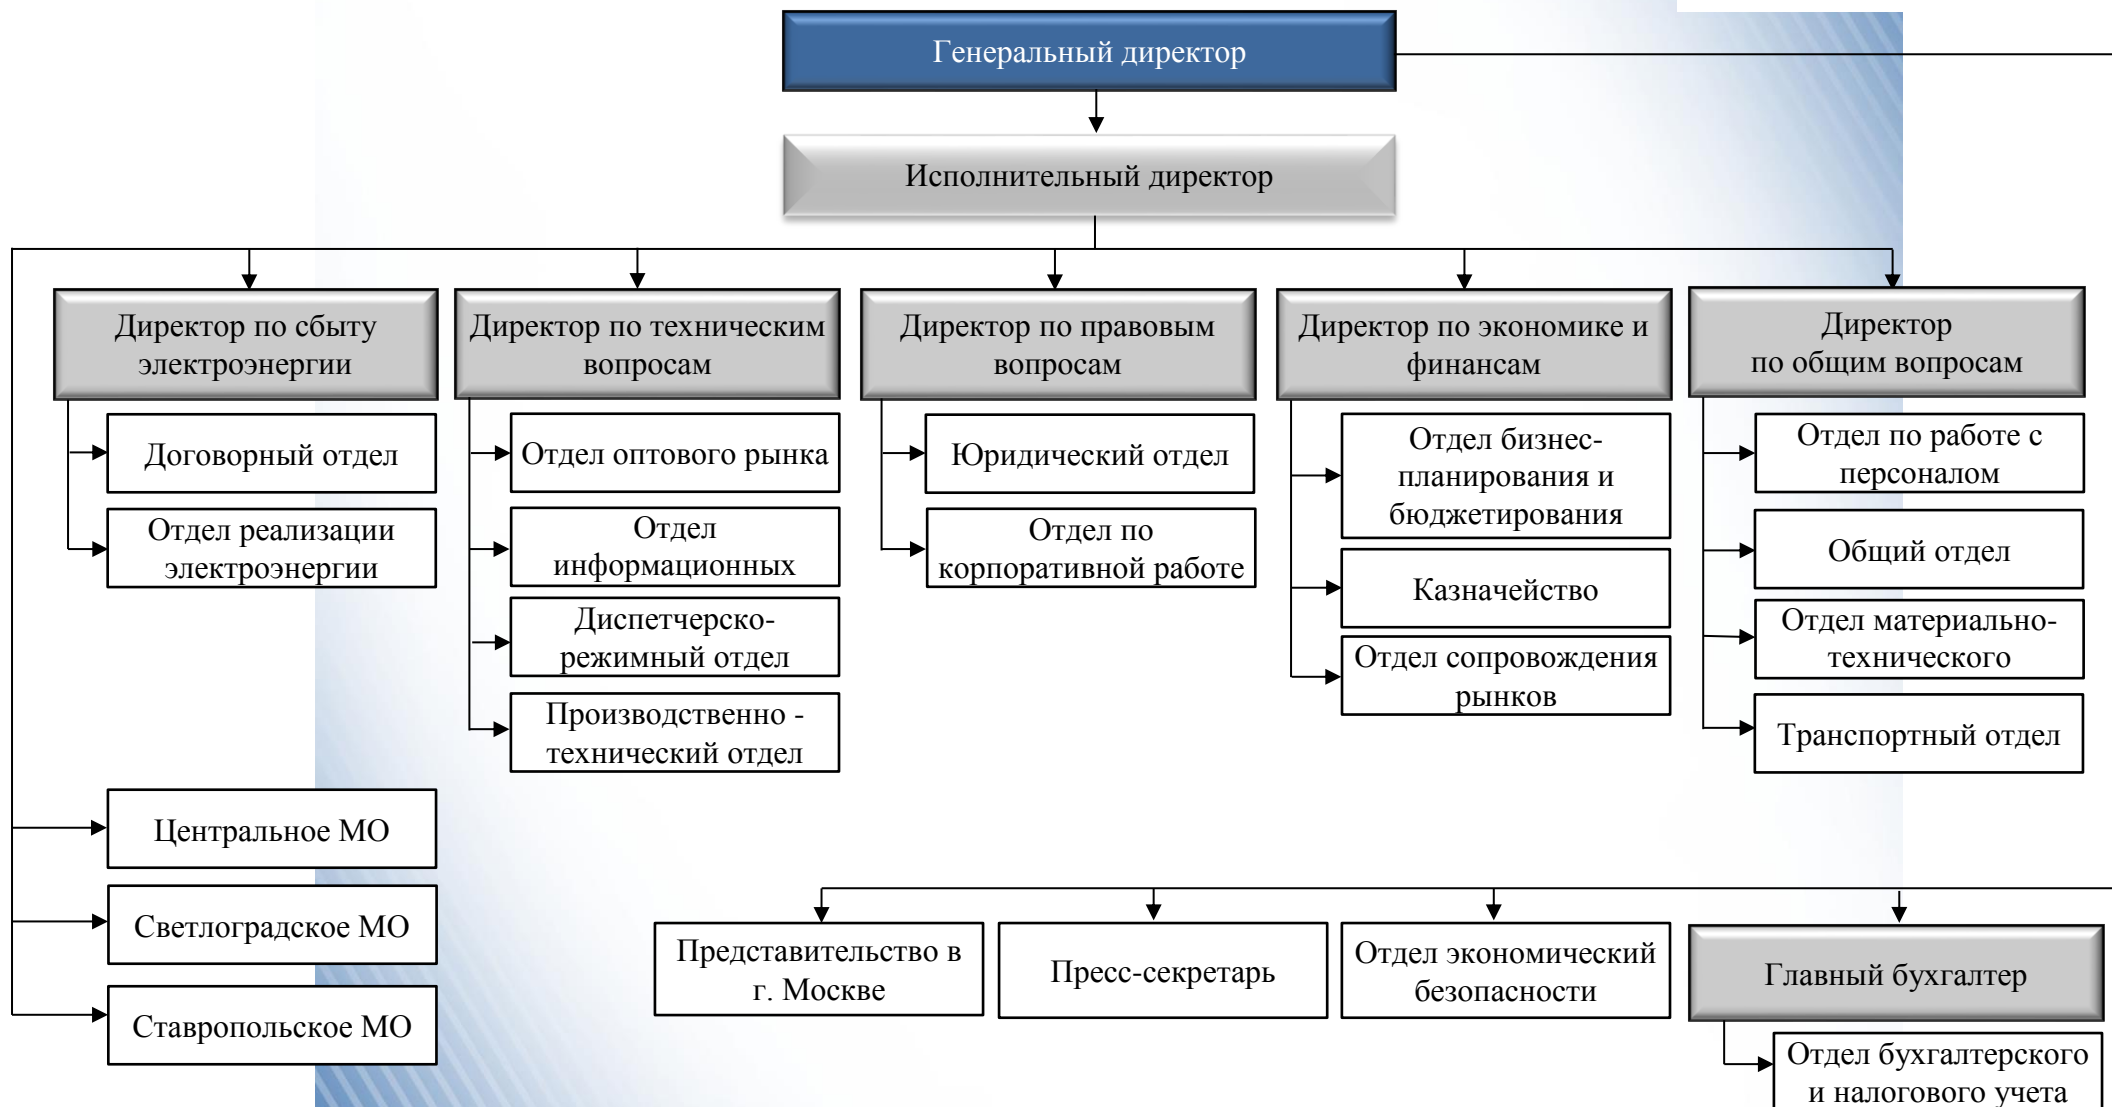 Генеральный директор
Исполнительный директор
Директор по сбыту
электроэнергии
Директор по техническим
вопросам
Директор по правовым
вопросам
Директор по экономике и
финансам
Директор
по общим вопросам
Договорный отдел
Отдел реализации
электроэнергии
Отдел оптового рынка
Отдел
информационных
Диспетчерско-
режимный отдел
Производственно -
технический отдел
Юридический отдел
Отдел по
корпоративной работе
Отдел бизнес-
планирования и
бюджетирования
Казначейство
Отдел сопровождения
рынков
Отдел по работе с
персоналом
Общий отдел
Отдел материально-
технического
Транспортный отдел
Центральное МО
Светлоградское МО
Ставропольское МО
Представительство в
г. Москве
Пресс-секретарь
Отдел экономический
безопасности
Главный бухгалтер
Отдел бухгалтерского
и налогового учета